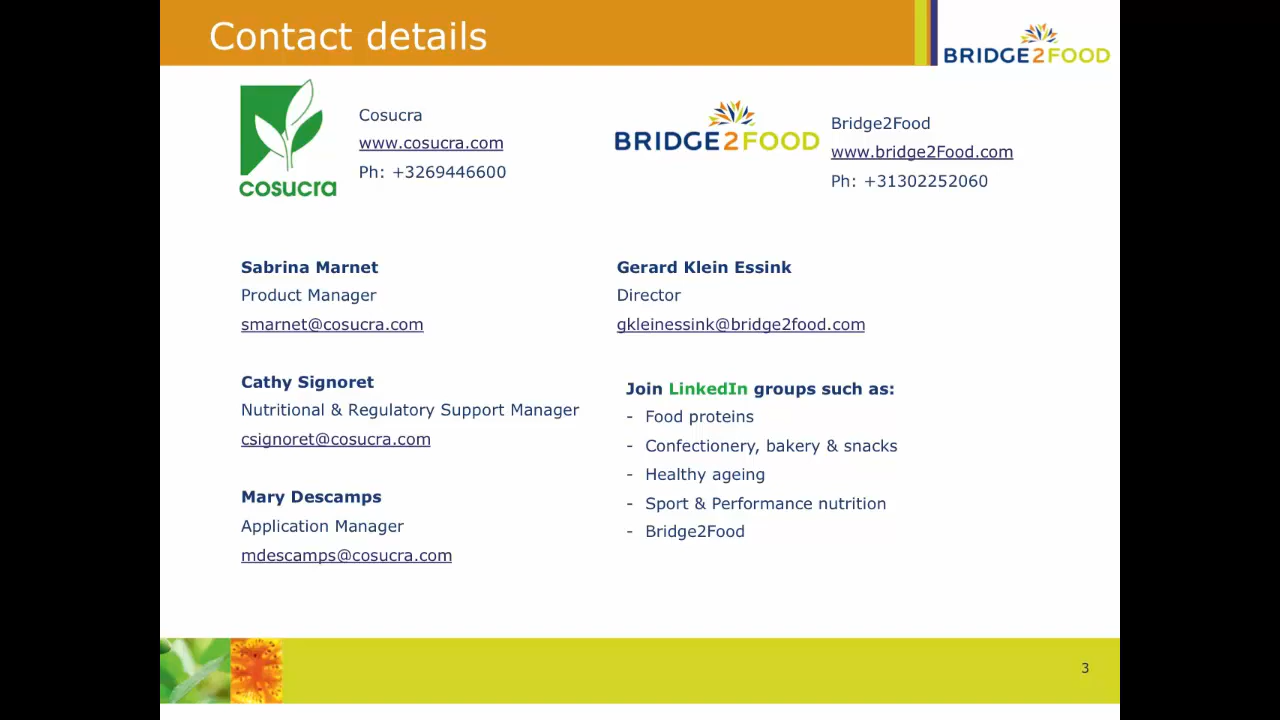 Contact details
BRIDGE2FOOD
cosucra
Cosucra
www.cosucra.com
Ph: +3269446600
BRIDGE2FOOD
Bridge2Food
www.bridge2Food.com
Ph: +31302252060
Sabrina Marnet
Product Manager
smarnet@cosucra.com
Cathy Signoret
Nutritional & Regulatory Support Manager
csignoret@cosucra.com
Mary Descamps
Application Manager
mdescamps@cosucra.com
Gerard Klein Essink
Director
gkleinessink@bridge2food.com
Join LinkedIn groups such as:
- Food proteins
- Confectionery, bakery & snacks
- Healthy ageing
- Sport & Performance nutrition
- Bridge2Food
3